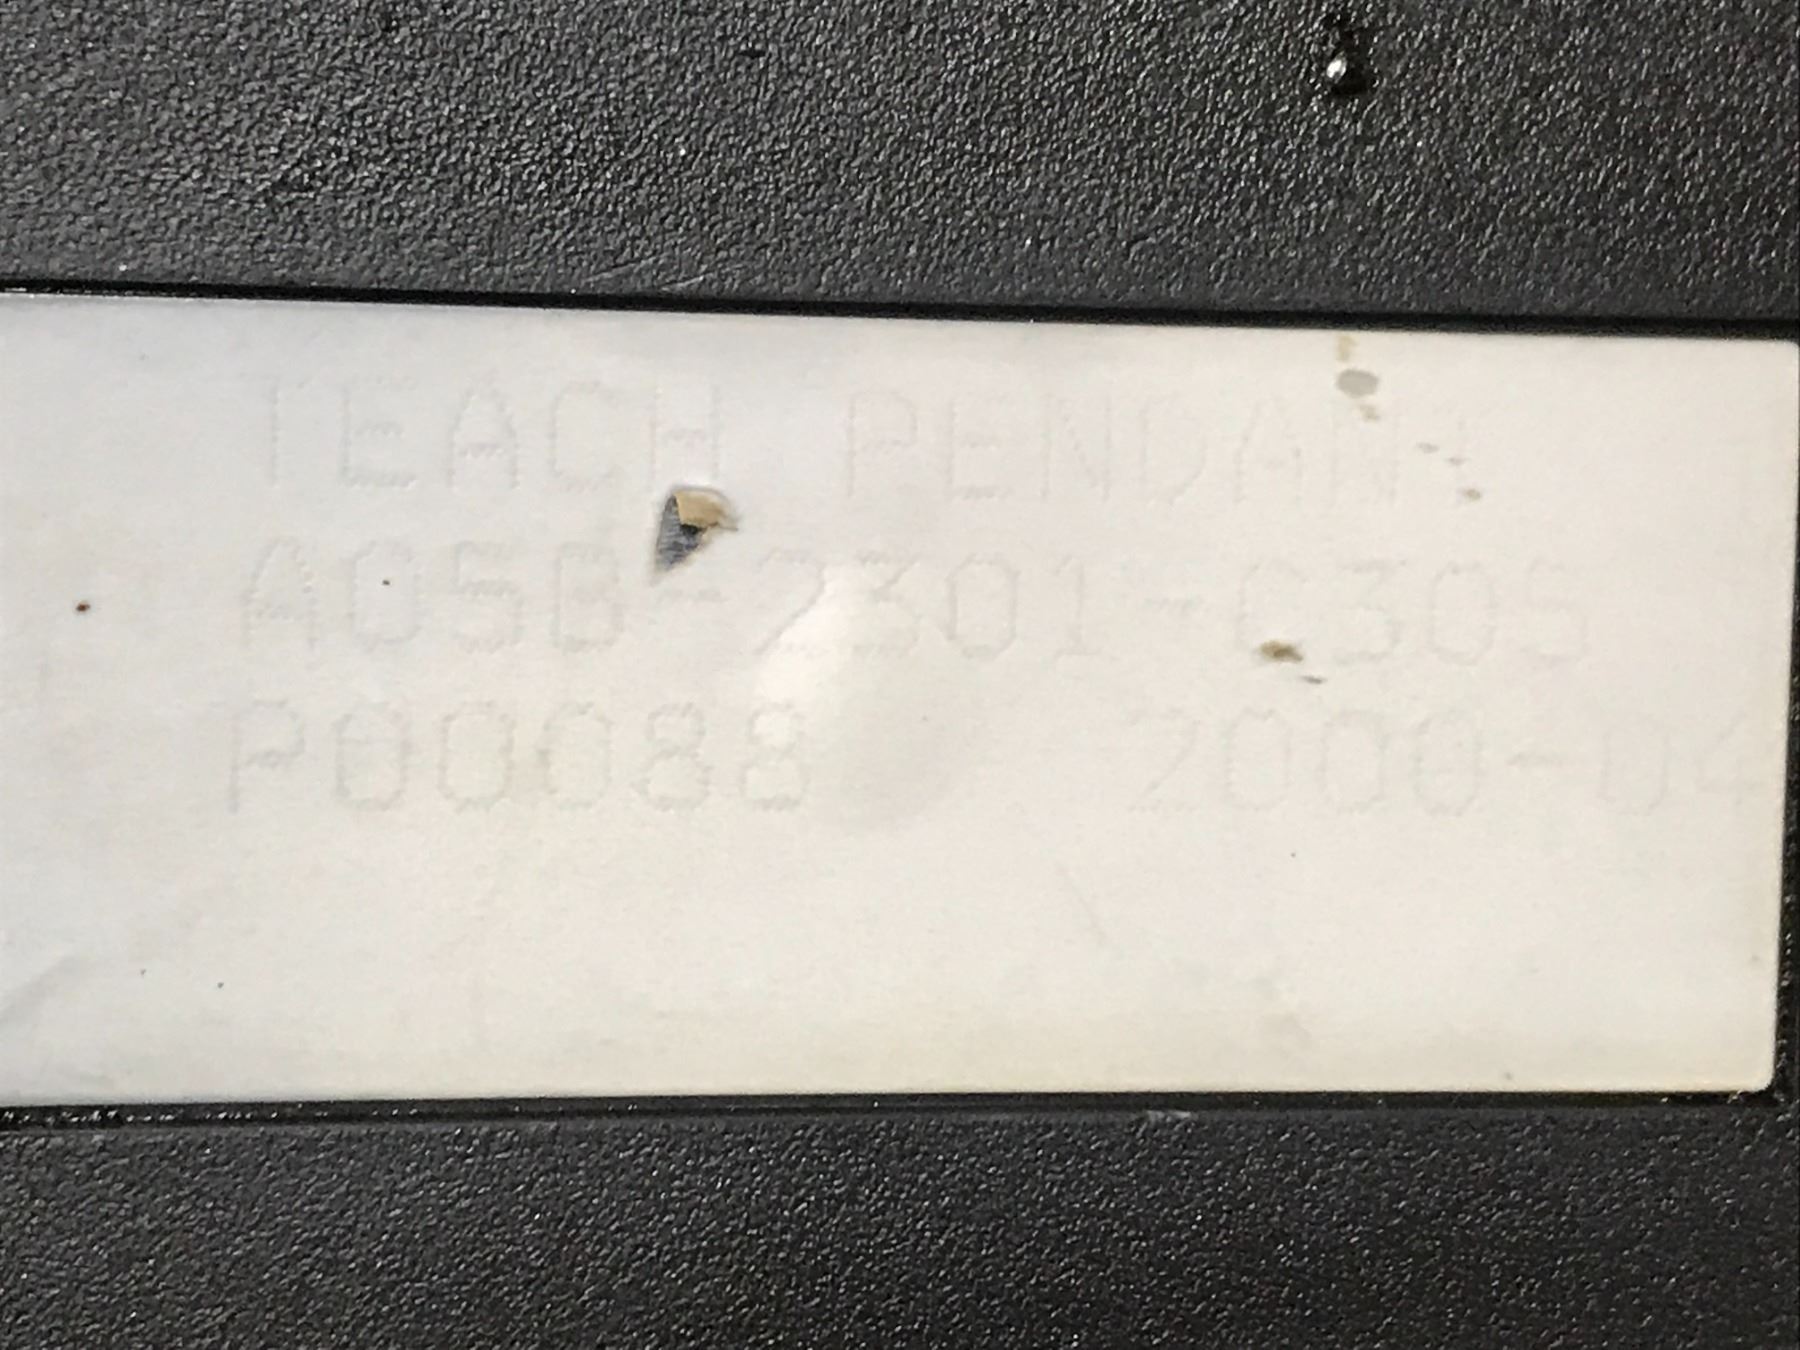 TEACH PENDANT
A05B-2301-C305
P00088 2000-04